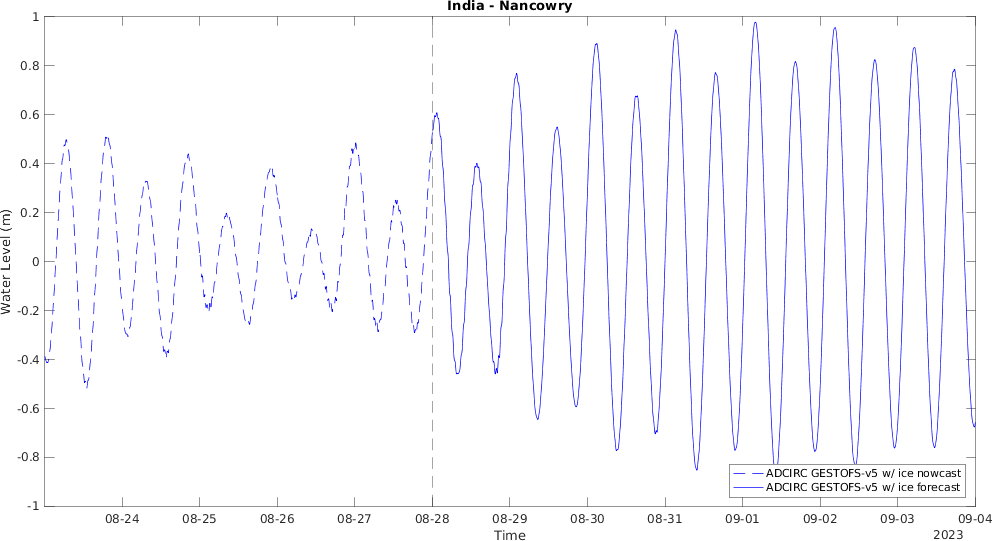 India - Nancowry
1
0.8
0.6
0.4
0.2
0
-0.2
-0.4
-0.6
-0.8
-1
Water Level (m)
ADCIRC GESTOFS-v5 w/ ice nowcast
ADCIRC GESTOFS-v5 w/ ice forecast
08-24 08-25 08-26 08-27 08-28 08-29 08-30 08-31 09-01 09-02 09-03 09-04
Time
2023